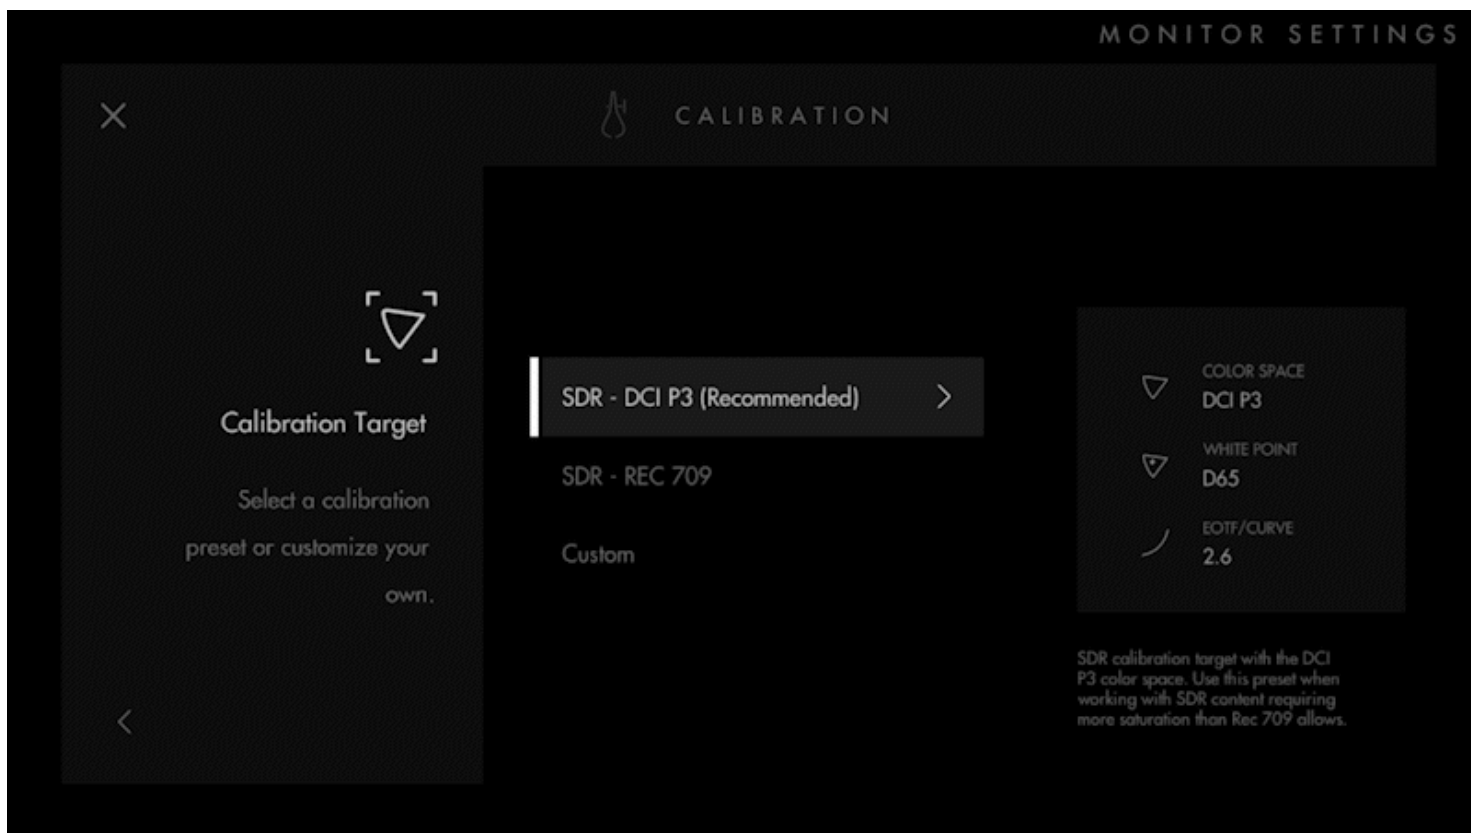 MONITOR SETTINGS
CALIBRATION
Calibration Target
Select a calibration
preset or customize your
own.
SDR - DCI P3 (Recommended)
SDR - REC 709
Custom
COLOR SPACE
DCI P3
WHITE POINT
D65
EOTF/CURVE
2.6
SDR calibration target with the DCI
P3 color space. Use this preset when
working with SDR content requiring
more saturation than Rec 709 allows.